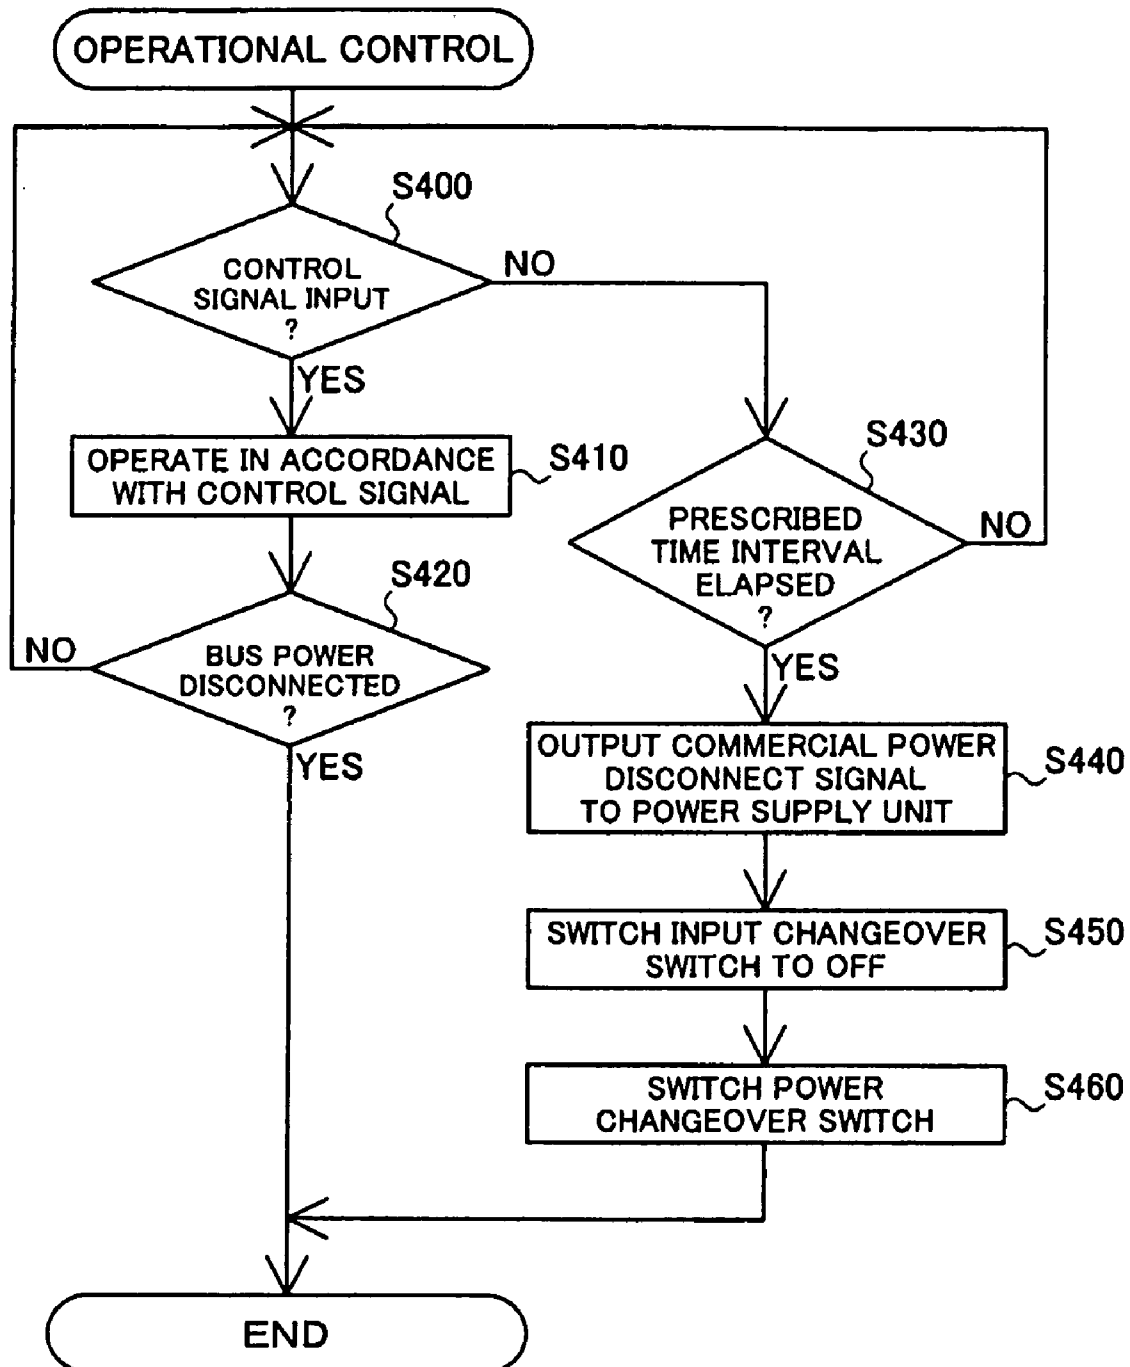 OPERATIONAL CONTROL
S400
CONTROL
SIGNAL INPUT
?
NO
YES
OPERATE IN ACCORDANCE
WITH CONTROL SIGNAL
S410
S420
BUS POWER
DISCONNECTED
?
NO
YES
S430
PRESCRIBED
TIME INTERVAL
ELAPSED
?
NO
YES
OUTPUT COMMERCIAL POWER
DISCONNECT SIGNAL
TO POWER SUPPLY UNIT
S440
SWITCH INPUT CHANGEOVER
SWITCH TO OFF
S450
SWITCH POWER
CHANGEOVER SWITCH
S460
END